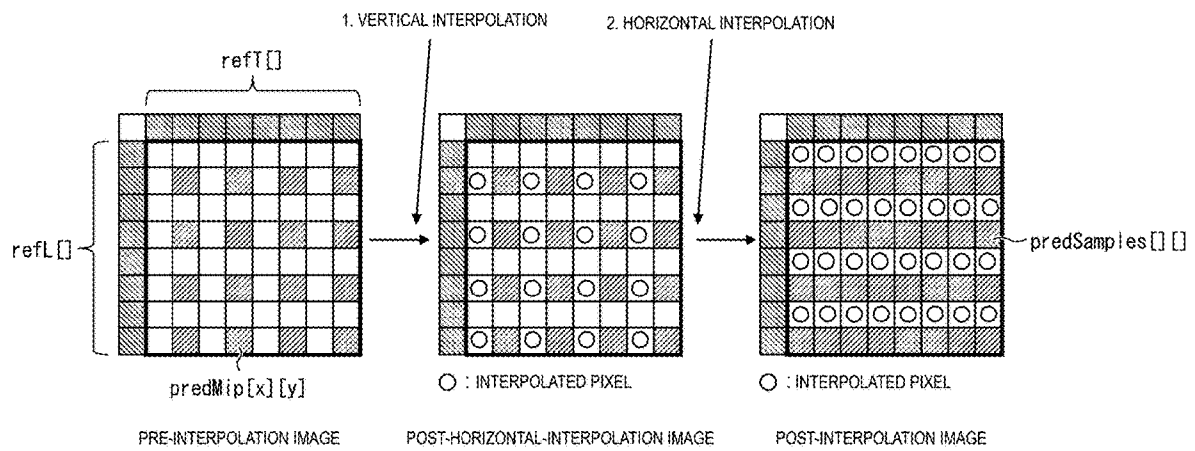 1. VERTICAL INTERPOLATION
2. HORIZONTAL INTERPOLATION
refT[]
refL[]
predSamples[][]
predMip[x][y]
: INTERPOLATED PIXEL
: INTERPOLATED PIXEL
PRE-INTERPOLATION IMAGE
POST-HORIZONTAL-INTERPOLATION IMAGE
POST-INTERPOLATION IMAGE